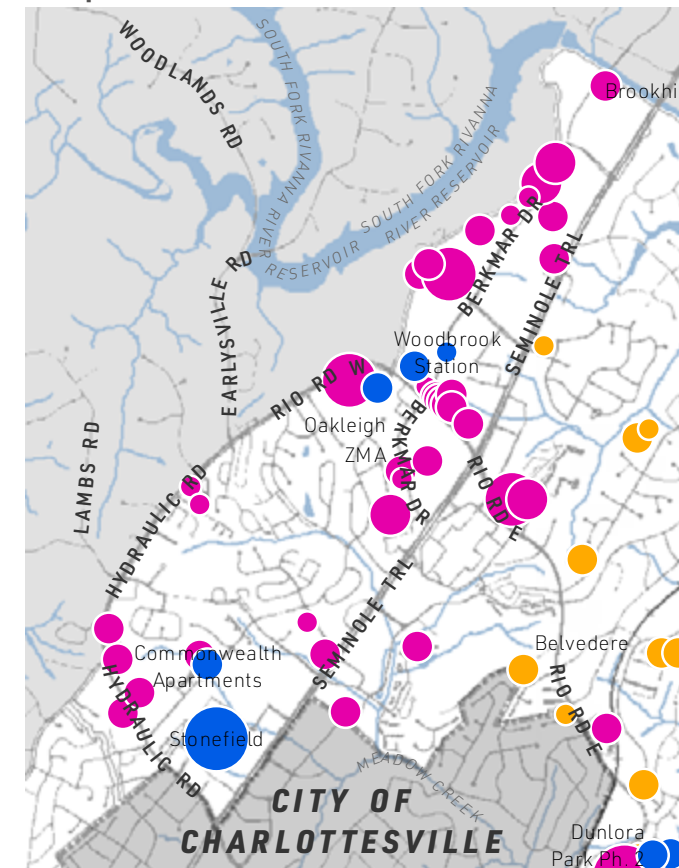 WOODLANDS RD
SOUTH FORK RIVANNA RIVER RESERVOIR
SOUTH FORK RIVANNA
RIVER RESERVOIR
Brookhi
BERKMAR DR
SEMINOLE TRL
EARLYSVILLE RD
Woodbrook
Station
RIO RD W
Oakleigh
ZMA
BERKMAR DR
LAMBS RD
HYDRAULIC RD
RIO RD E
SEMINOLE TRL
Commonwealth
Apartments
Belvedere
HYDRAULIC RD
RIO RD E
Stonefield
MEADOW CREEK
CITY OF
CHARLOTTESVILLE
Dunlora
Park Ph. 2